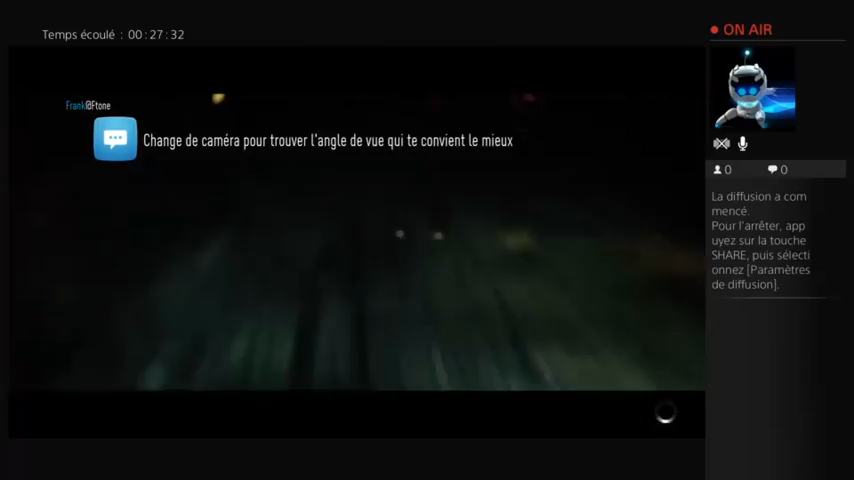 Temps écoulé : 00:27:32
ON AIR
Frankl@Ftone
Change de caméra pour trouver l'angle de vue qui te convient le mieux
0 0
La diffusion a com
mencé.
Pour l'arrêter, app
uyez sur la touche
SHARE, puis sélecti
onnez [Paramètres
de diffusion].